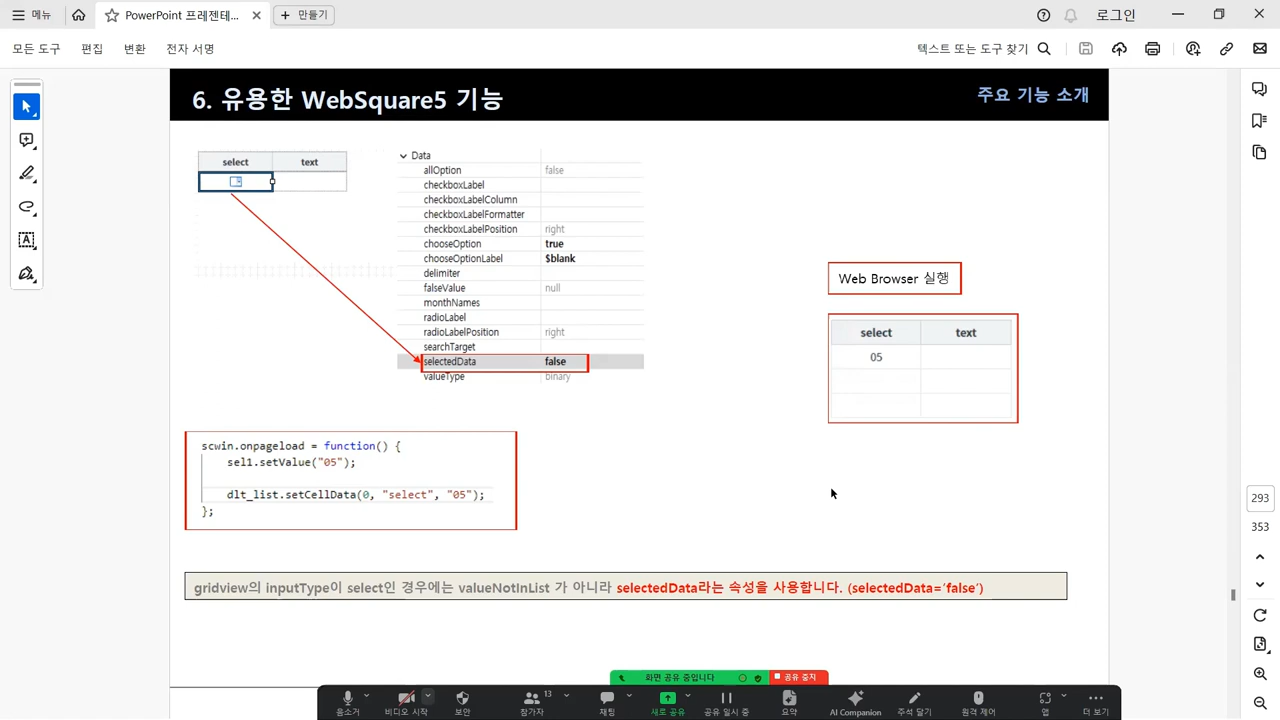 메뉴
PowerPoint 프레젠테...
만들기
로그인
모든 도구
편집
변환
전자 서명
텍스트 또는 도구 찾기
6. 유용한 WebSquare5 기능
주요 기능 소개
select text
Data
allOption false
checkboxLabel
checkboxLabelColumn
checkboxLabelFormatter
checkboxLabelPosition right
chooseOption true
chooseOptionLabel $blank
delimiter
falseValue null
monthNames
radioLabel
radioLabelPosition right
searchTarget
selectedData false
valueType binary
Web Browser 실행
select text
05
scwin.onpageload = function() {
sel1.setValue("05");
dlt_list.setCellData(0, "select", "05");
};
gridview의 inputType이 select인 경우에는 valueNotInList 가 아니라 selectedData라는 속성을 사용합니다. (selectedData='false')
293
353
화면 공유 중입니다
공유 중지
음소거
비디오 시작
보안
13
참가자
채팅
새로 공유
공유 일시 중
요약
AI Companion
주석 달기
원격 제어
앱
더 보기